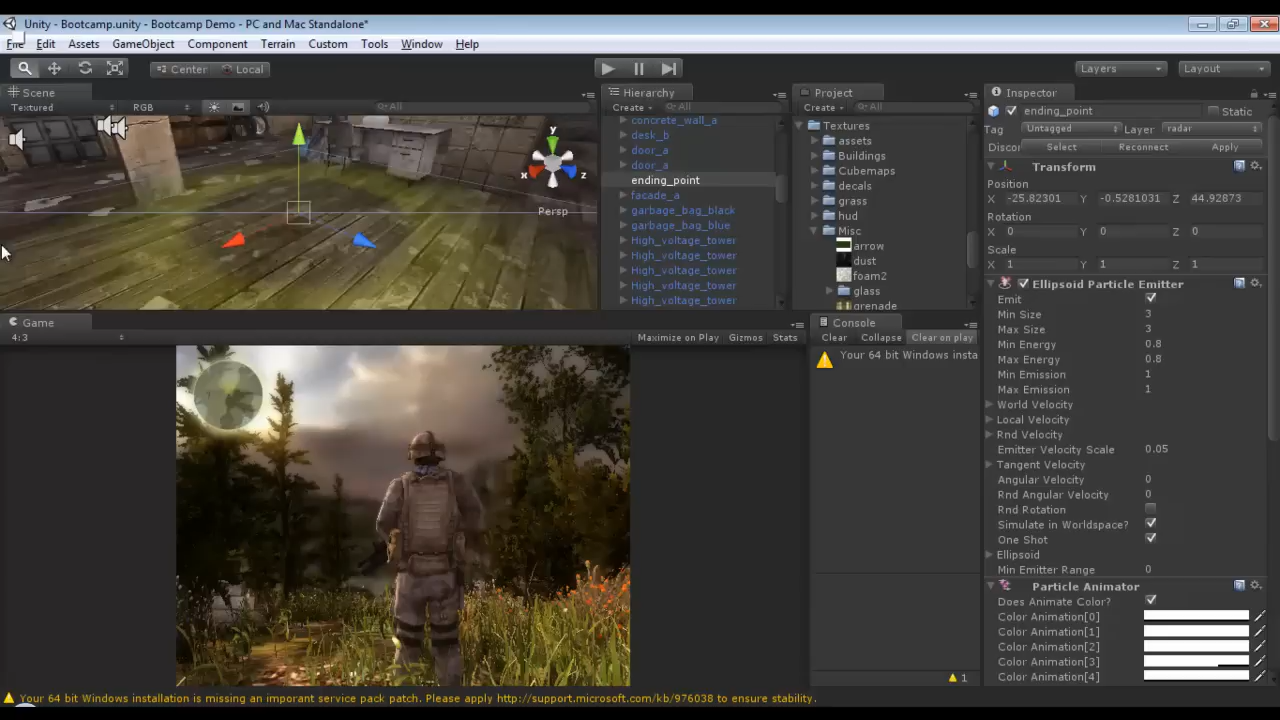 Unity - Bootcamp.unity - Bootcamp Demo - PC and Mac Standalone*
File Edit Assets GameObject Component Terrain Custom Tools Window Help
Center Local Layers Layout
Scene
Textured RGB All
y
x z
Persp
Hierarchy
Create All
concrete_wall_a
desk_b
door_a
door_a
ending_point
facade_a
garbage_bag_black
garbage_bag_blue
High_voltage_tower
High_voltage_tower
High_voltage_tower
High_voltage_tower
High_voltage_tower
Project
Create All
Textures
assets
Buildings
Cubemaps
decals
grass
hud
Misc
arrow
dust
foam2
glass
grenade
Inspector
ending_point Static
Tag Untagged Layer radar
Discor Select Reconnect Apply
Transform
Position
X -25.82301 Y -0.5281031 Z 44.92873
Rotation
X 0 Y 0 Z 0
Scale
X 1 Y 1 Z 1
Ellipsoid Particle Emitter
Emit
Min Size 3
Max Size 3
Min Energy 0.8
Max Energy 0.8
Min Emission 1
Max Emission 1
World Velocity
Local Velocity
Rnd Velocity
Emitter Velocity Scale 0.05
Tangent Velocity
Angular Velocity 0
Rnd Angular Velocity 0
Rnd Rotation
Simulate in Worldspace?
One Shot
Ellipsoid
Min Emitter Range 0
Particle Animator
Does Animate Color?
Color Animation[0]
Color Animation[1]
Color Animation[2]
Color Animation[3]
Color Animation[4]
Game
4:3 Maximize on Play Gizmos Stats
Console
Clear Collapse Clear on play
Your 64 bit Windows insta
1
Your 64 bit Windows installation is missing an imporant service pack patch. Please apply http://support.microsoft.com/kb/976038 to ensure stability.